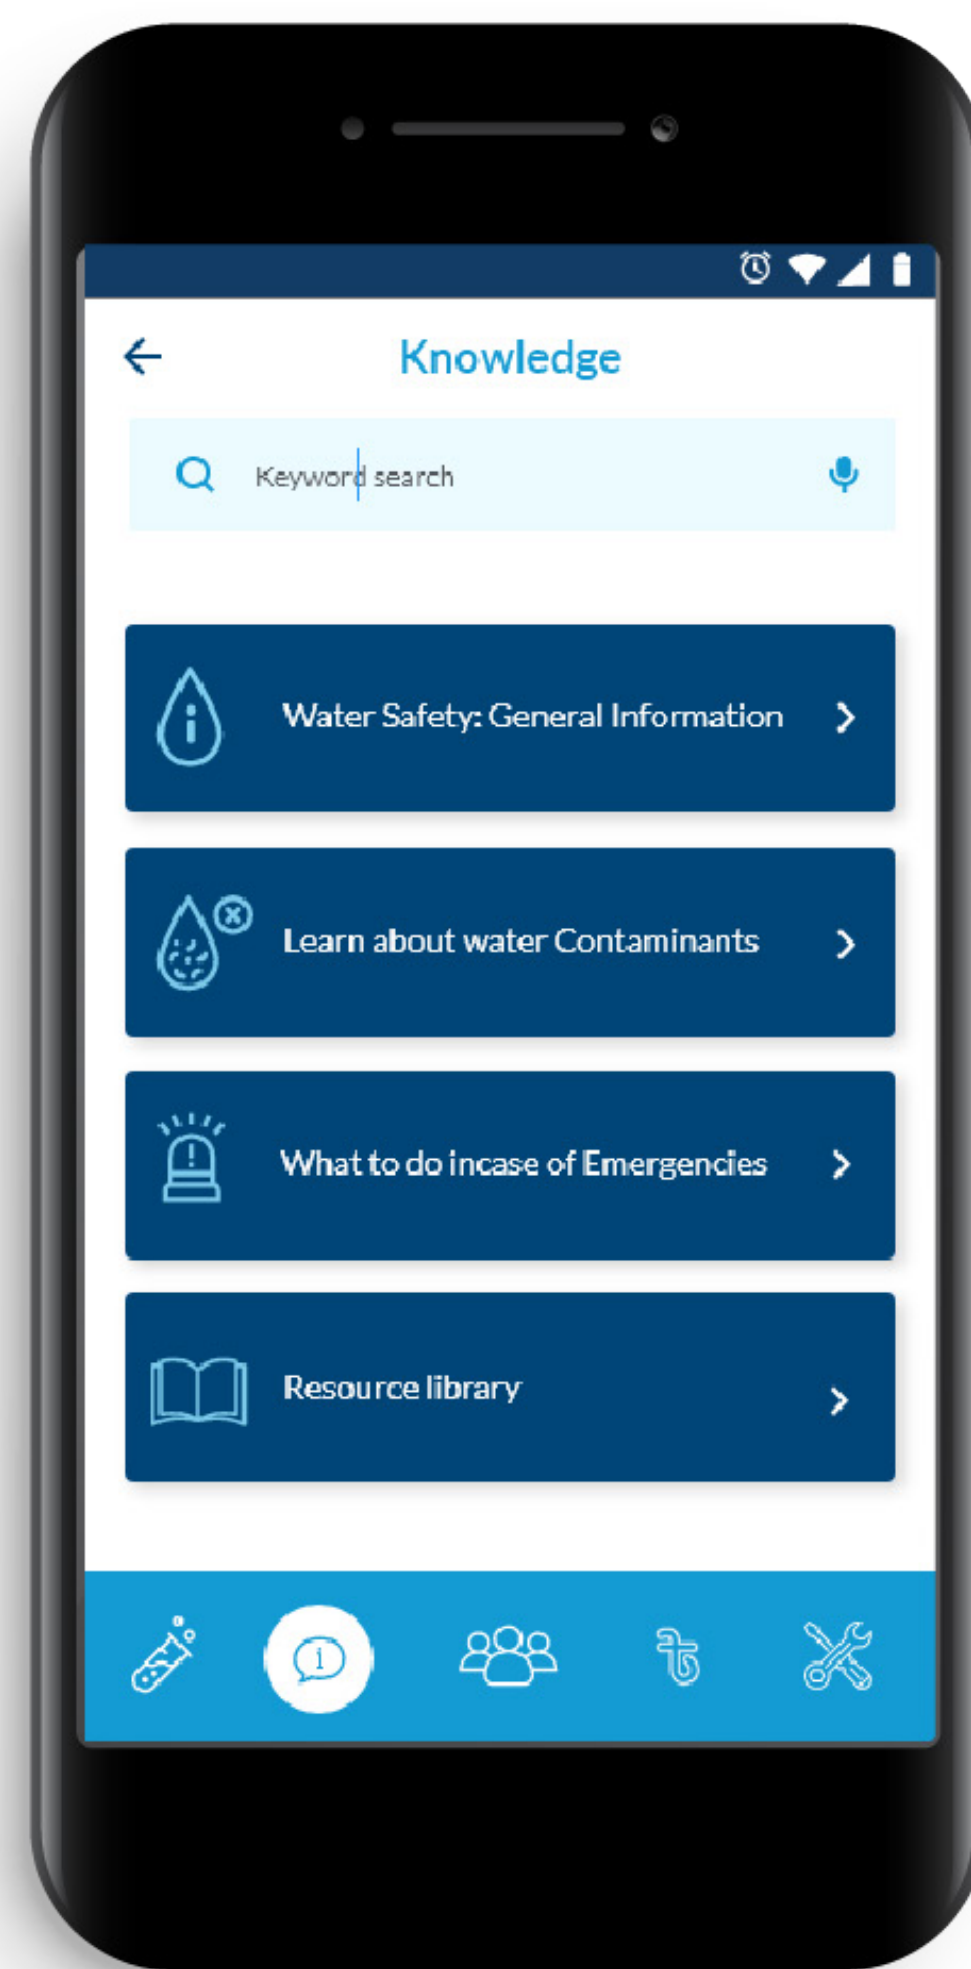 Knowledge
Keyword search
Water Safety: General Information
Learn about water Contaminants
What to do incase of Emergencies
Resource library
৳